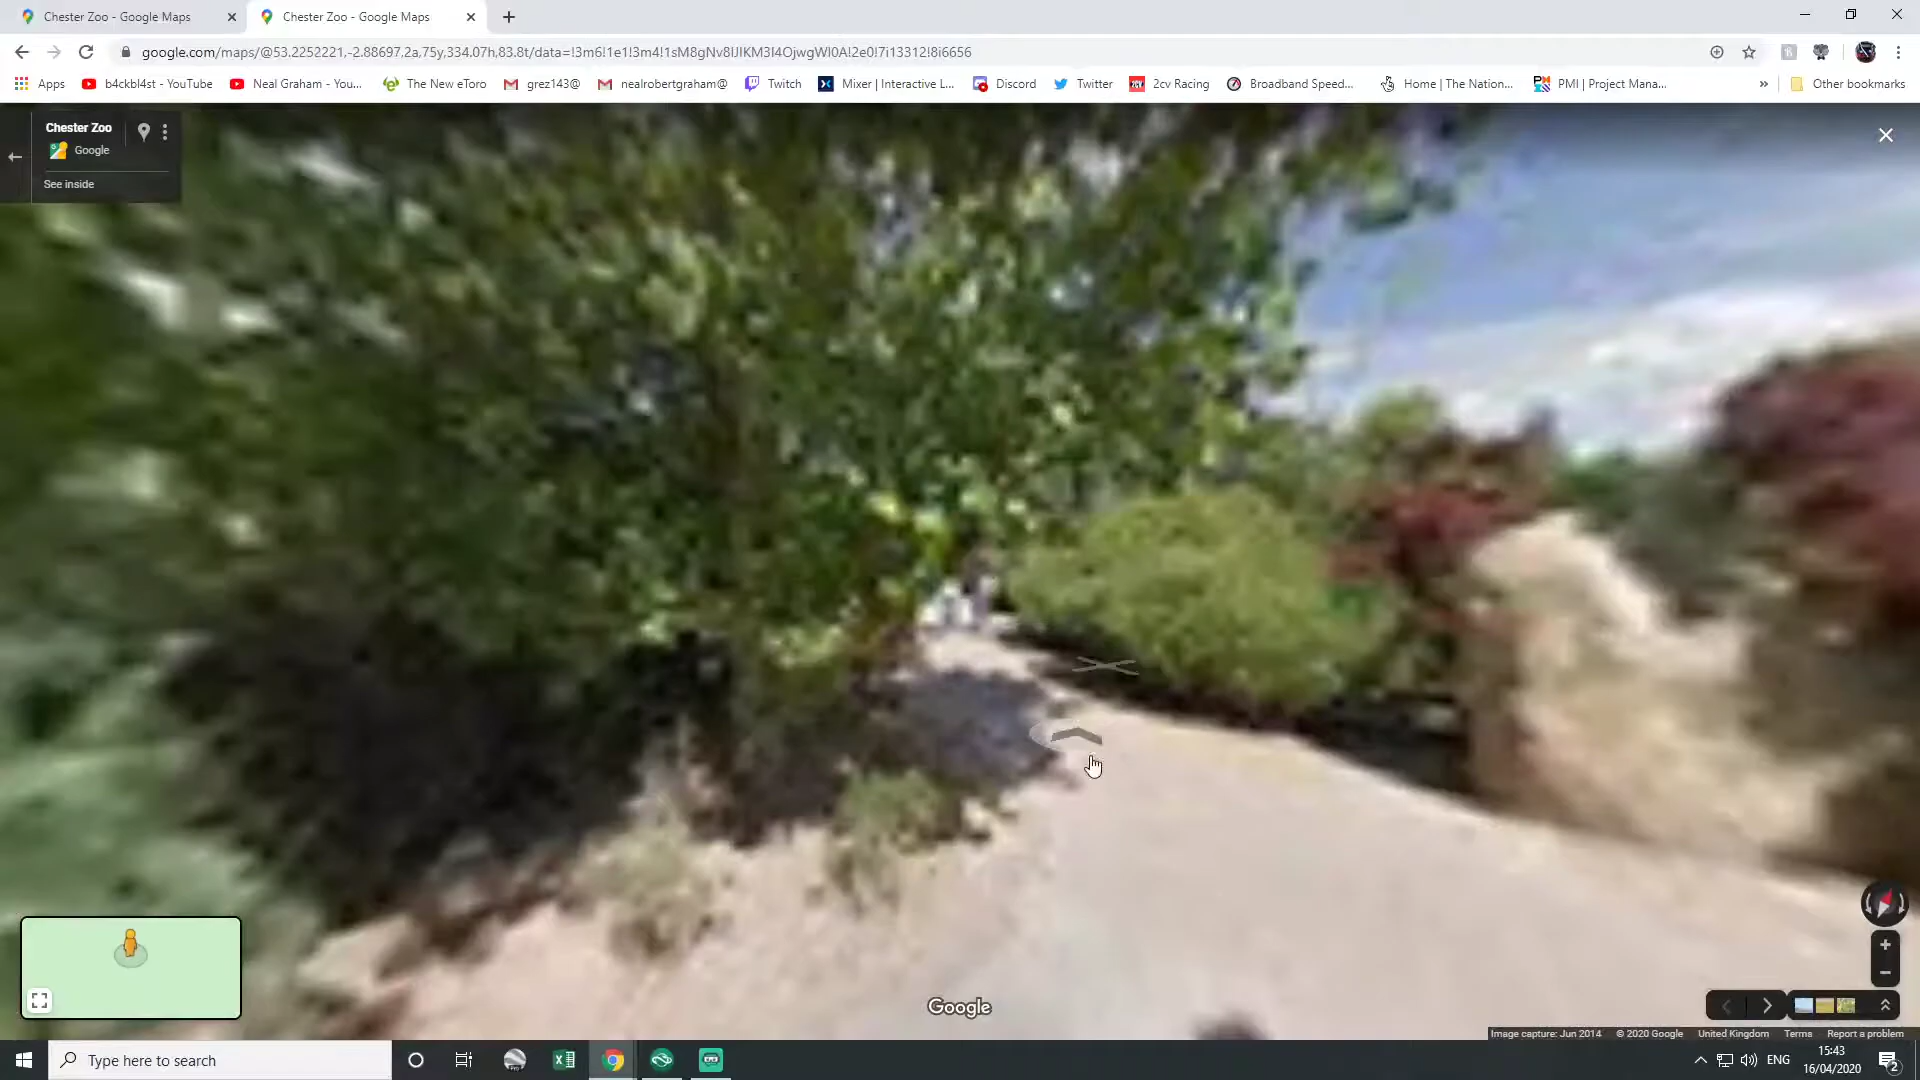 Chester Zoo - Google Maps
Chester Zoo - Google Maps
google.com/maps/@53.2252221,-2.88697,2a,75y,334.07h,83.8t/data=!3m6!1e1!3m4!1sM8gNv8lJlKM3I4OjwgWl0A!2e0!7i13312!8i6656
Apps
b4ckbl4st - YouTube
Neal Graham - You...
The New eToro
grez143@
nealrobertgraham@
Twitch
Mixer | Interactive L...
Discord
Twitter
2cv Racing
Broadband Speed...
Home | The Nation...
PMI | Project Mana...
»
Other bookmarks
Chester Zoo
Google
See inside
Google
Image capture: Jun 2014 © 2020 Google United Kingdom Terms Report a problem
Type here to search
ENG
15:43
16/04/2020
2